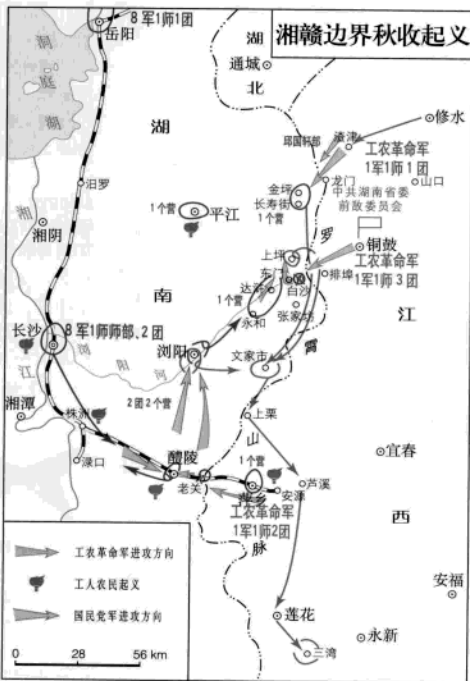 湘赣边界秋收起义
8军1师1团
岳阳
洞
庭
湖
湖
北
通城
修水
邱国轩部
渣津
工农革命军
1军1师1团
湖
汨罗
龙门
山口
金坪
长寿街
1个营
中共湖南省委
前敌委员会
1个营
平江
湘
湘阴
罗
铜鼓
上坪
工农革命军
1军1师3团
东门
排埠
达浒
白沙
南
1个营
张家坊
江
永和
长沙
8军1师师部、2团
浏
阳
河
浏阳
霄
文家市
江
湘潭
2团2个营
株洲
上栗
山
宜春
渌口
醴陵
1个营
老关
萍乡
安源
芦溪
工农革命军
1军1师2团
西
脉
工农革命军进攻方向
工人农民起义
国民党军进攻方向
安福
莲花
永新
三湾
0 28 56 km